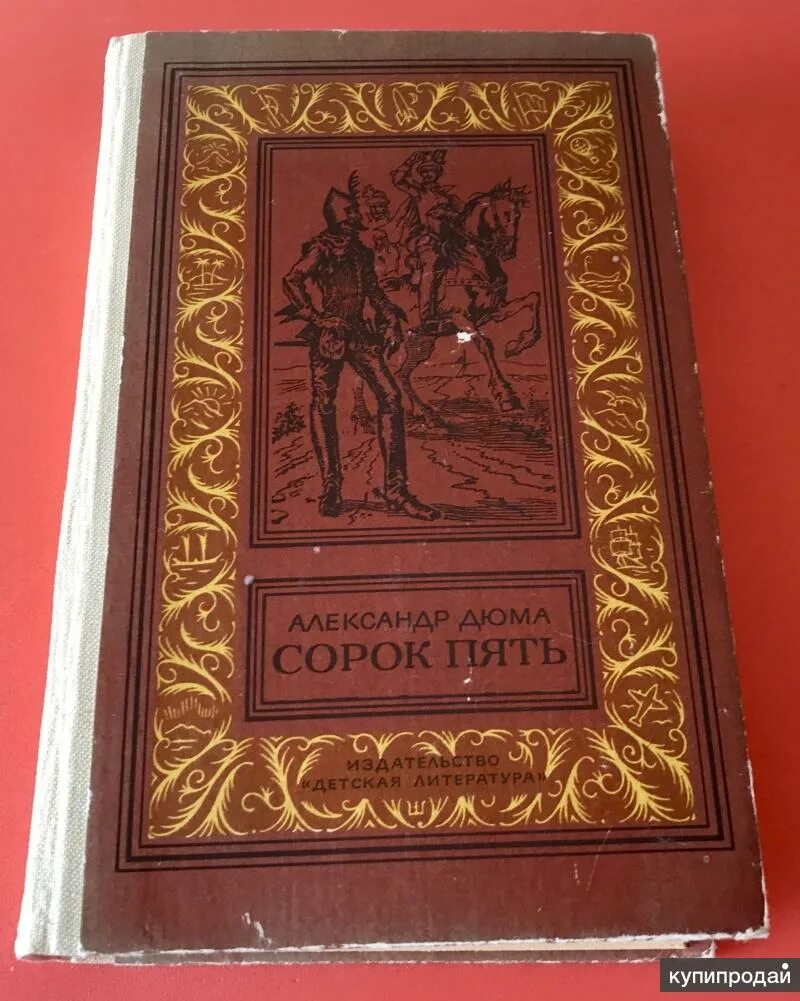 АЛЕКСАНДР ДЮМА
СОРОК ПЯТЬ
ИЗДАТЕЛЬСТВО
«ДЕТСКАЯ ЛИТЕРАТУРА»
купипродай